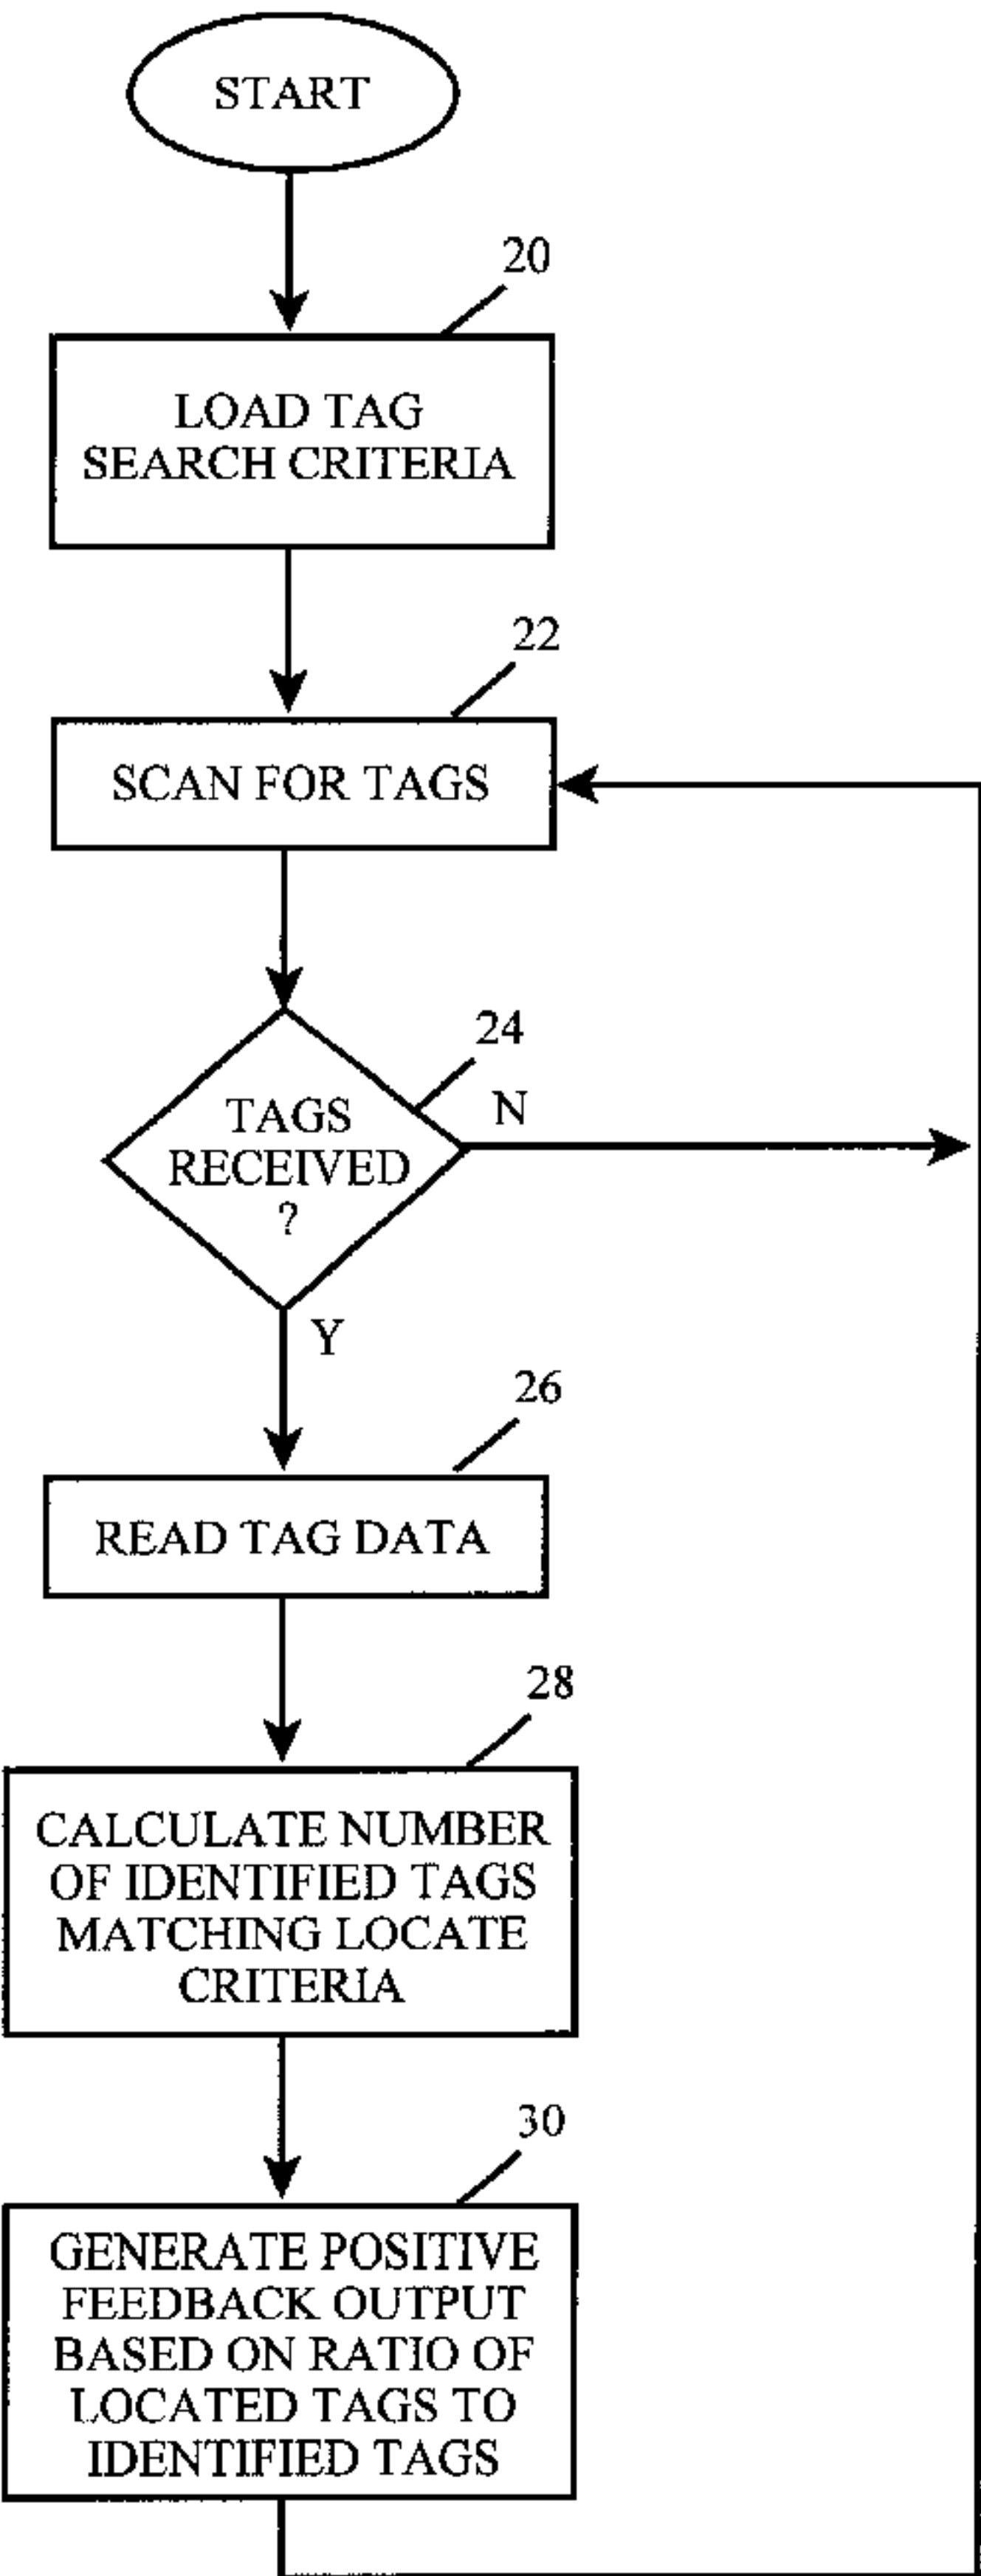 START
20
LOAD TAG
SEARCH CRITERIA
22
SCAN FOR TAGS
24
N
TAGS
RECEIVED
?
Y
26
READ TAG DATA
28
CALCULATE NUMBER
OF IDENTIFIED TAGS
MATCHING LOCATE
CRITERIA
30
GENERATE POSITIVE
FEEDBACK OUTPUT
BASED ON RATIO OF
LOCATED TAGS TO
IDENTIFIED TAGS